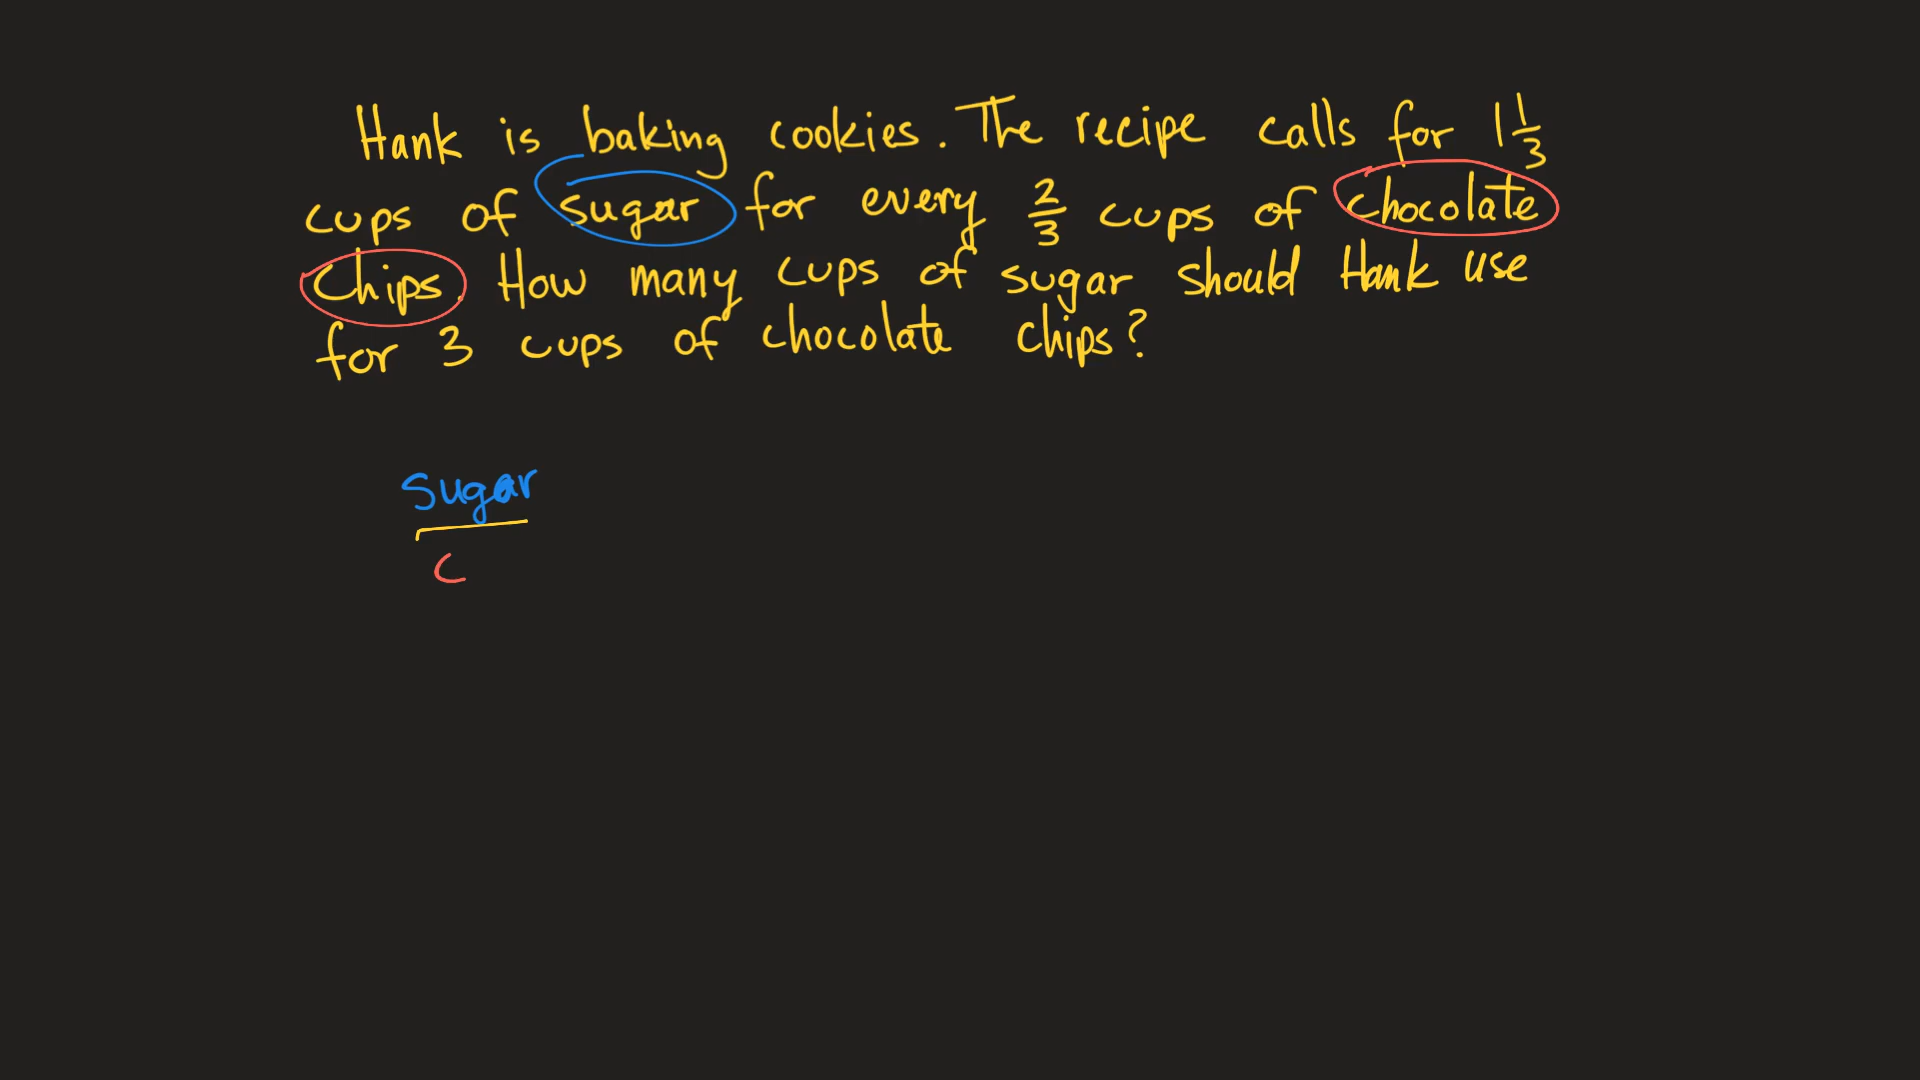 Hank is baking cookies. The recipe calls for 1 1/3
cups of sugar for every 2/3 cups of chocolate
Chips. How many cups of sugar should Hank use
for 3 cups of chocolate chips?
Sugar
C